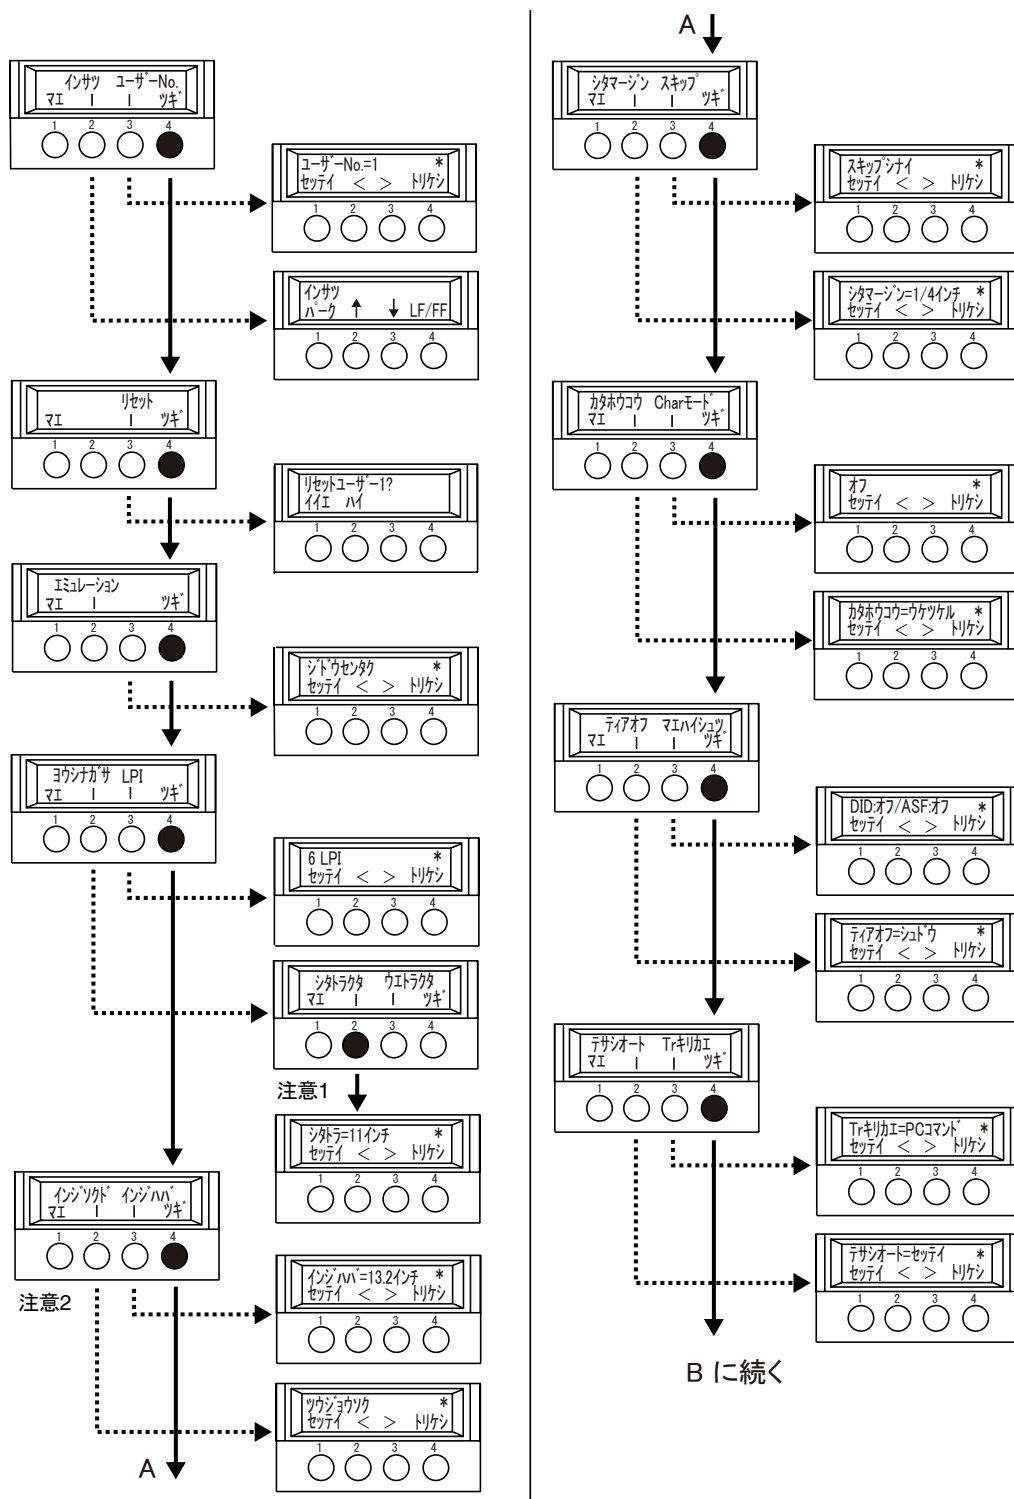 インサツ ユーザーNo.
マエ ツギ
1 2 3 4
ユーザーNo.=1 *
セッテイ < > トリケシ
1 2 3 4
インサツ
パーク ↑ ↓ LF/FF
1 2 3 4
リセット
マエ ツギ
1 2 3 4
リセットユーザー1?
イイエ ハイ
1 2 3 4
エミュレーション
マエ ツギ
1 2 3 4
ジドウセンタク *
セッテイ < > トリケシ
1 2 3 4
ヨウシナガサ LPI
マエ ツギ
1 2 3 4
6 LPI *
セッテイ < > トリケシ
1 2 3 4
シタトラクタ ウエトラクタ
マエ ツギ
1 2 3 4
注意1
シタトラ=11インチ *
セッテイ < > トリケシ
1 2 3 4
インジソクド インジハバ
マエ ツギ
1 2 3 4
注意2
インジハバ=13.2インチ *
セッテイ < > トリケシ
1 2 3 4
ツウジョウソク *
セッテイ < > トリケシ
1 2 3 4
A
A
シタマージン スキップ
マエ ツギ
1 2 3 4
スキップシナイ *
セッテイ < > トリケシ
1 2 3 4
シタマージン=1/4インチ *
セッテイ < > トリケシ
1 2 3 4
カタホウコウ Charモード
マエ ツギ
1 2 3 4
オフ *
セッテイ < > トリケシ
1 2 3 4
カタホウコウ=ウケツケル *
セッテイ < > トリケシ
1 2 3 4
ティアオフ マエハイシュツ
マエ ツギ
1 2 3 4
DID:オフ/ASF:オフ *
セッテイ < > トリケシ
1 2 3 4
ティアオフ=シュドウ *
セッテイ < > トリケシ
1 2 3 4
テサシオート Trキリカエ
マエ ツギ
1 2 3 4
Trキリカエ=PCコマンド *
セッテイ < > トリケシ
1 2 3 4
テサシオート=セッテイ *
セッテイ < > トリケシ
1 2 3 4
B に続く